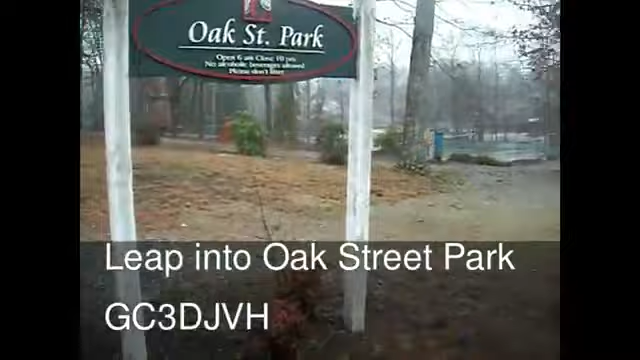 Oak St. Park
Open 6 am Close 10 pm
No alcoholic beverages allowed
Please don't litter
Leap into Oak Street Park
GC3DJVH